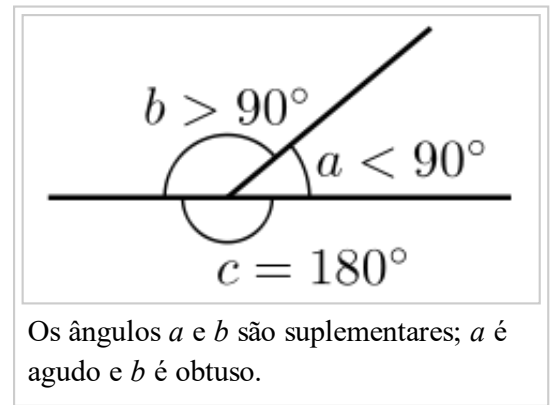 b > 90°
a < 90°
c = 180°
Os ângulos a e b são suplementares; a é
agudo e b é obtuso.